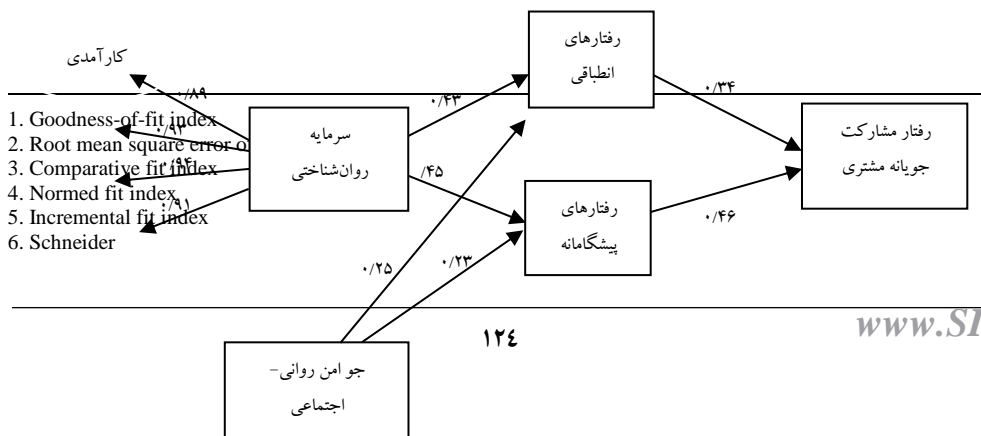 رفتارهای
انطباقی
کارآمدی
۰/۸۹
۰/۴۳
۰/۳۴
1. Goodness-of-fit index
۰/۹۳
سرمایه
روان‌شناختی
رفتار مشارکت
جویانه مشتری
2. Root mean square error o
3. Comparative fit index
۰/۹۴
/۴۵
4. Normed fit index
۰/۹۱
رفتارهای
پیشگامانه
۰/۴۶
5. Incremental fit index
6. Schneider
۰/۲۵
۰/۲۳
۱۲٤
www.SI
جو امن روانی-
اجتماعی